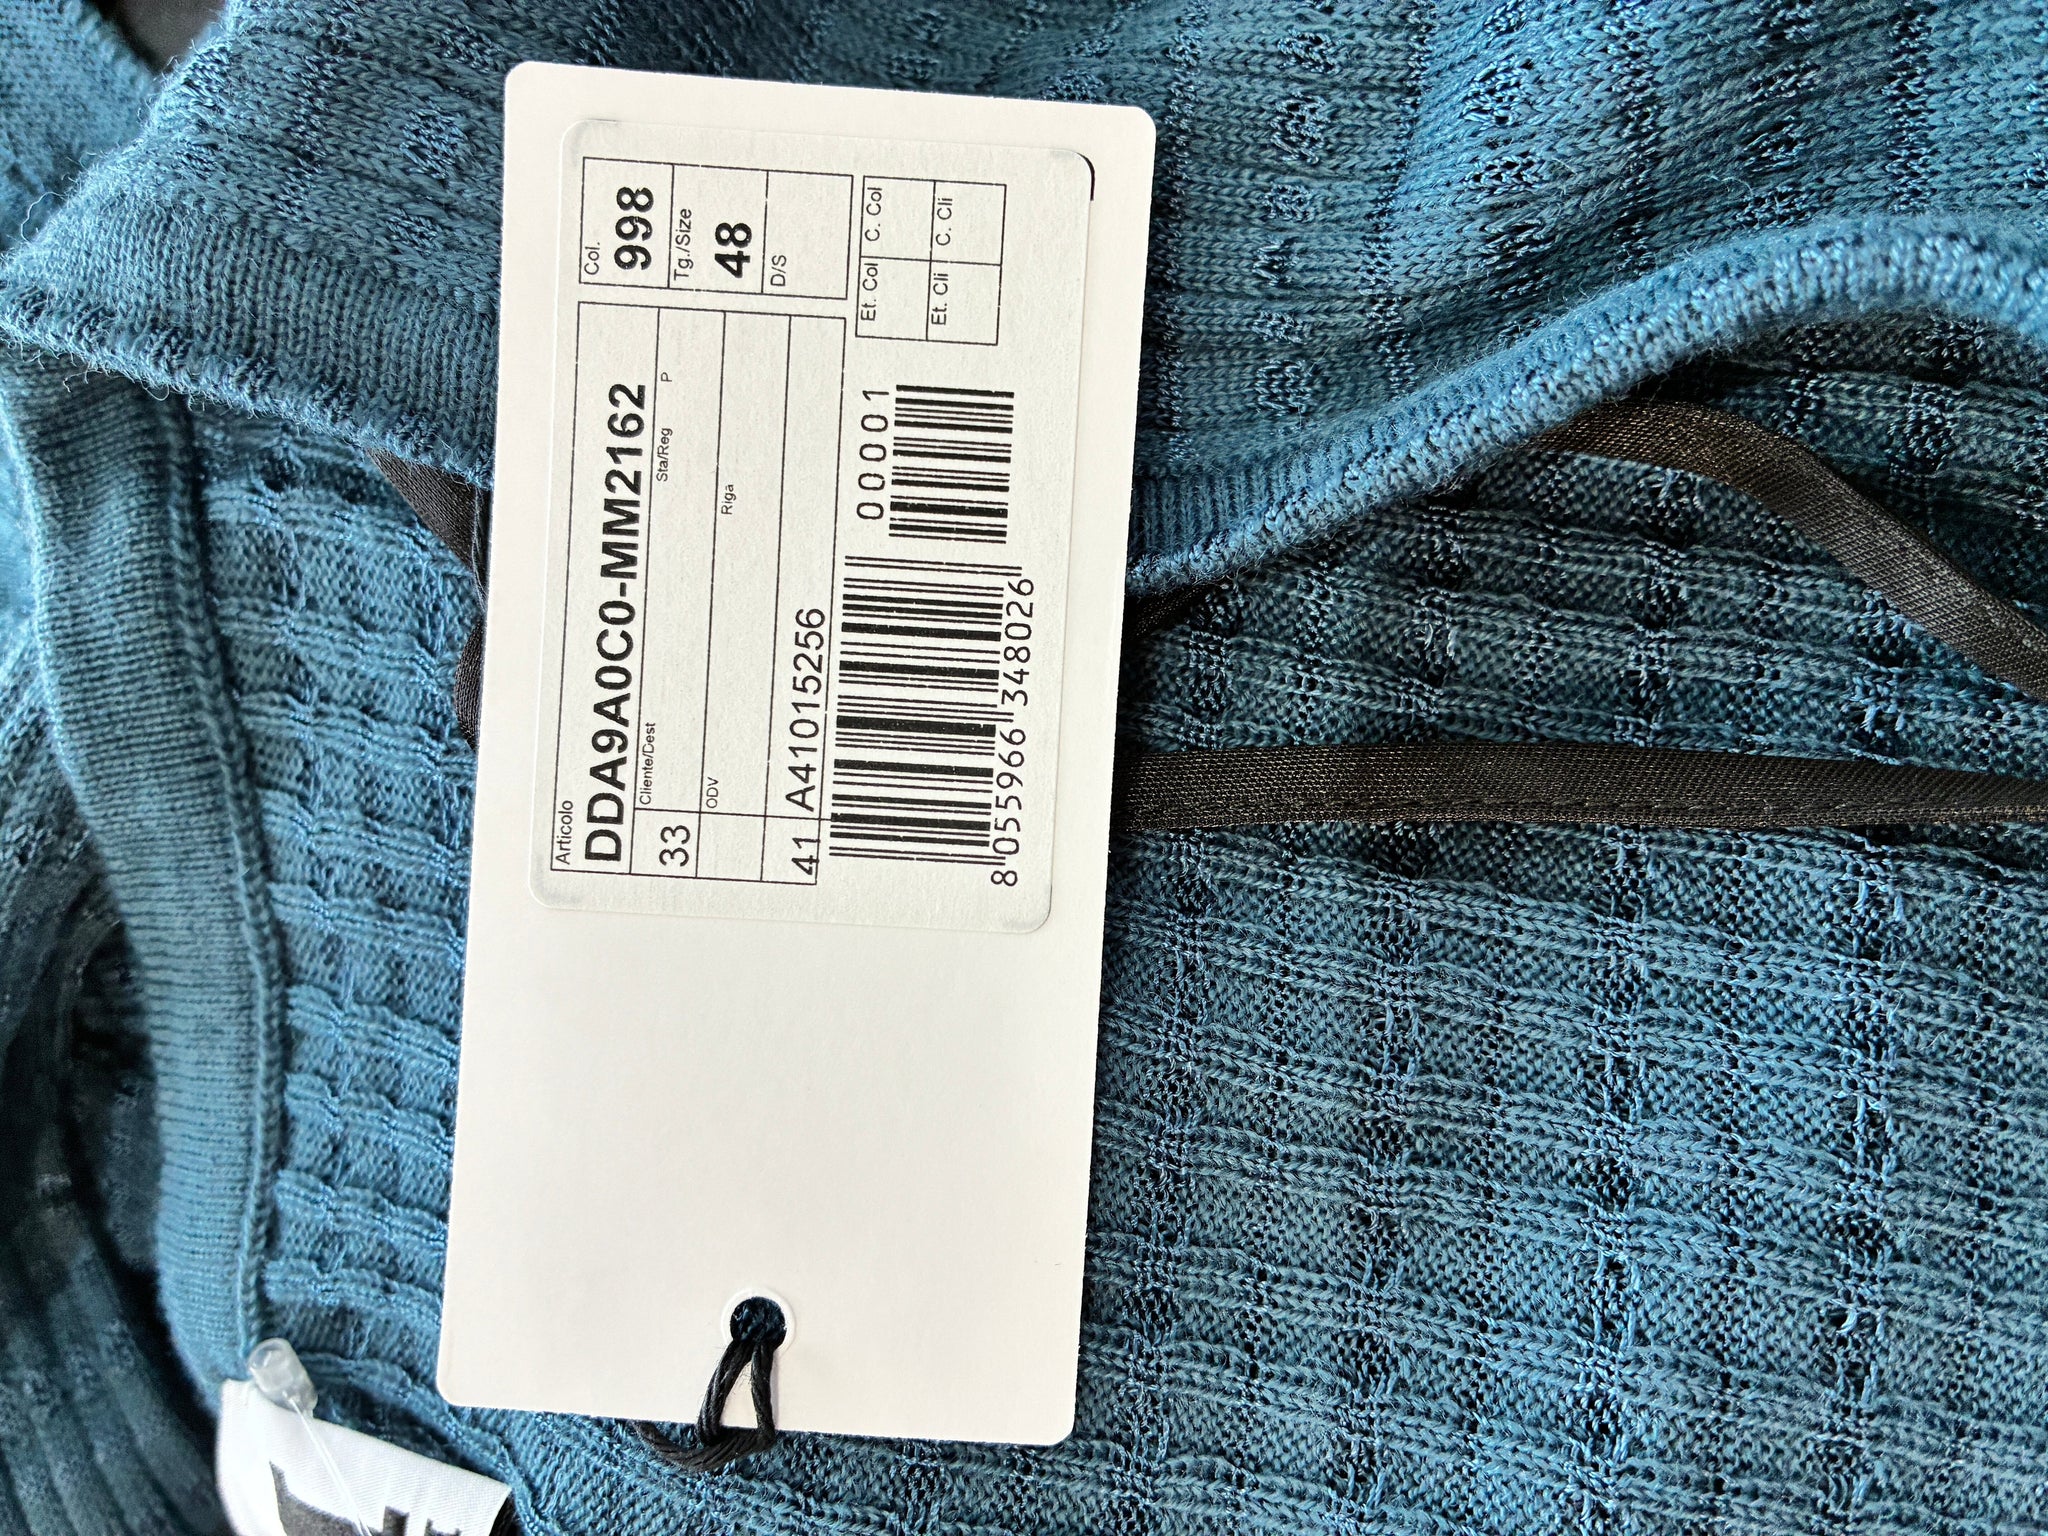 Articolo
DDA9A0C0-MM2162
Col.
998
33
Cliente/Dest
Sta/Reg
P
Tg./Size
48
ODV
Riga
D/S
41
A41015256
Et. Col
C. Col
Et. Cli
C. Cli
00001
8 055966 348026